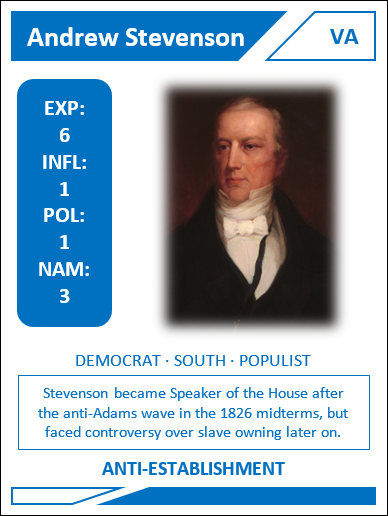 Andrew Stevenson
VA
EXP:
6
INFL:
1
POL:
1
NAM:
3
DEMOCRAT · SOUTH · POPULIST
Stevenson became Speaker of the House after
the anti-Adams wave in the 1826 midterms, but
faced controversy over slave owning later on.
ANTI-ESTABLISHMENT